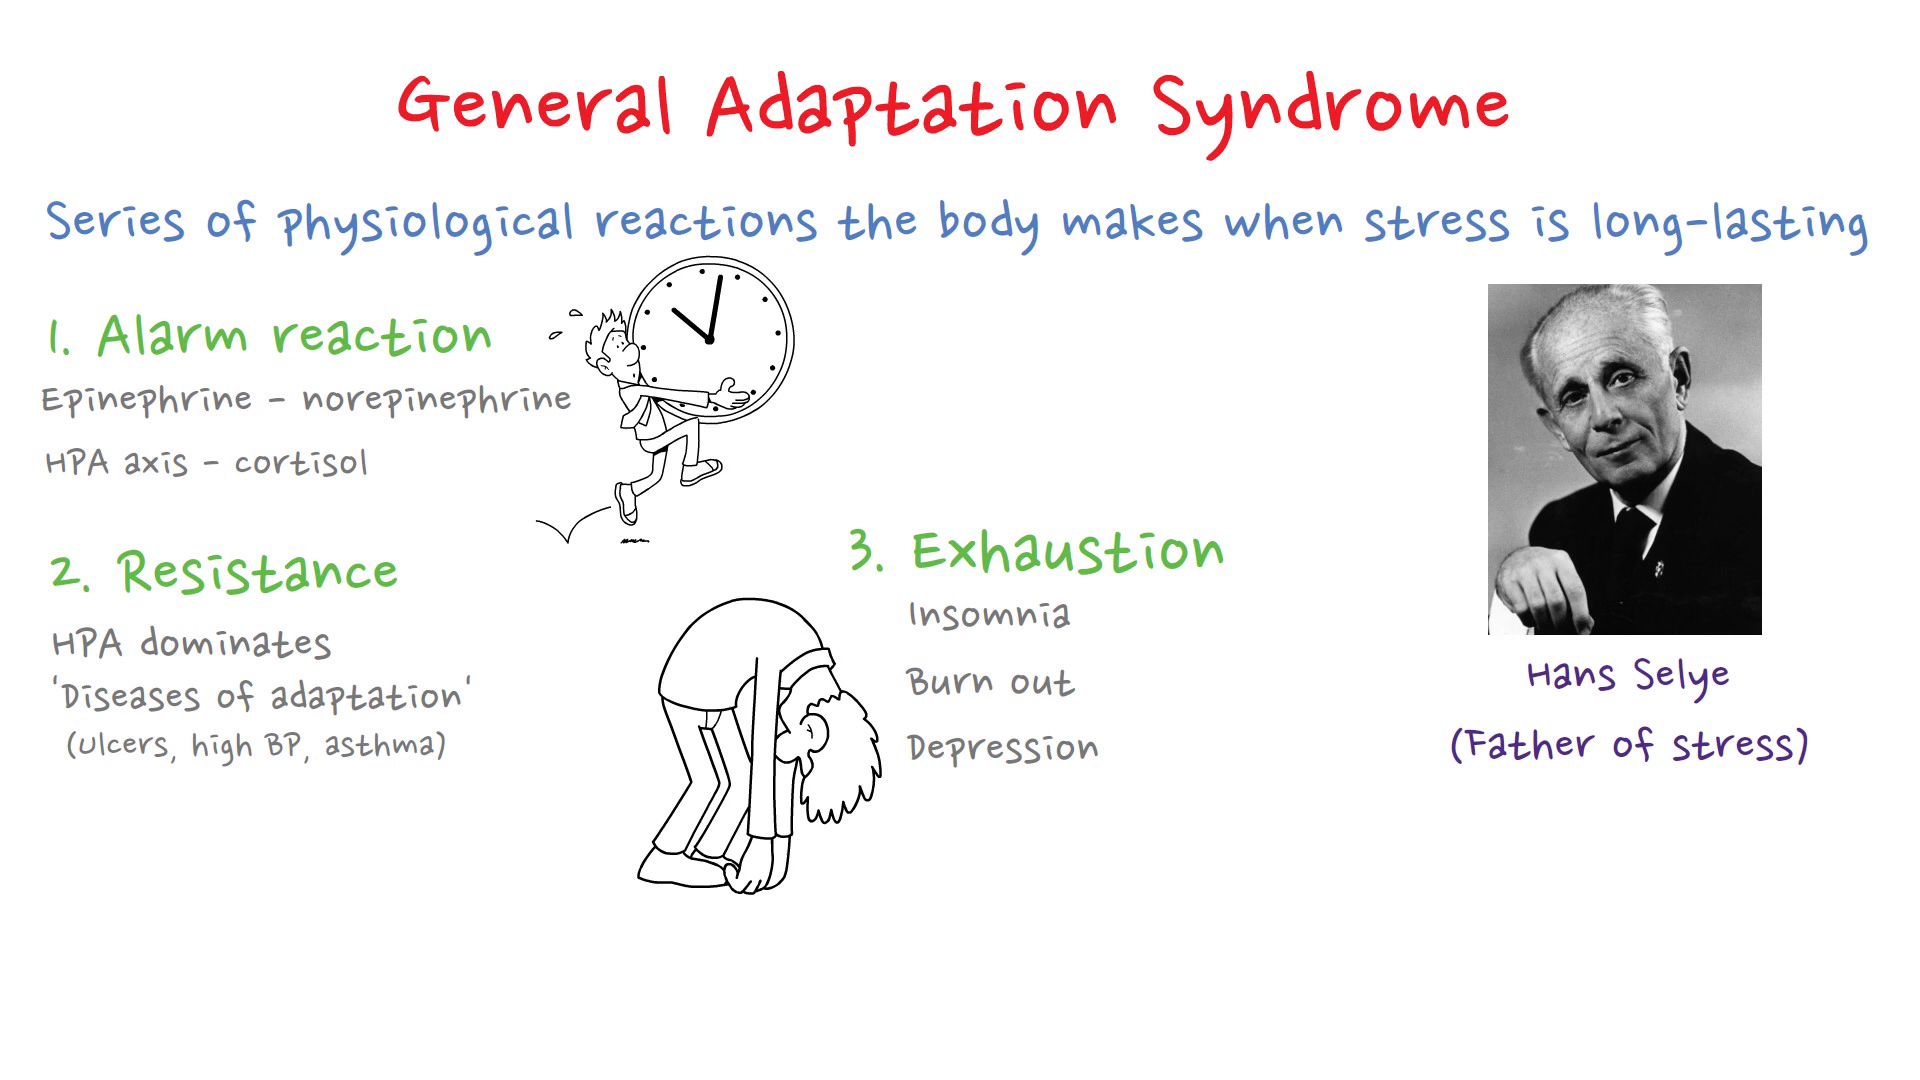 General Adaptation Syndrome
Series of physiological reactions the body makes when stress is long-lasting
1. Alarm reaction
Epinephrine - norepinephrine
HPA axis - cortisol
2. Resistance
HPA dominates
'Diseases of adaptation'
(ulcers, high BP, asthma)
3. Exhaustion
Insomnia
Burn out
Depression
Hans Selye
(Father of stress)